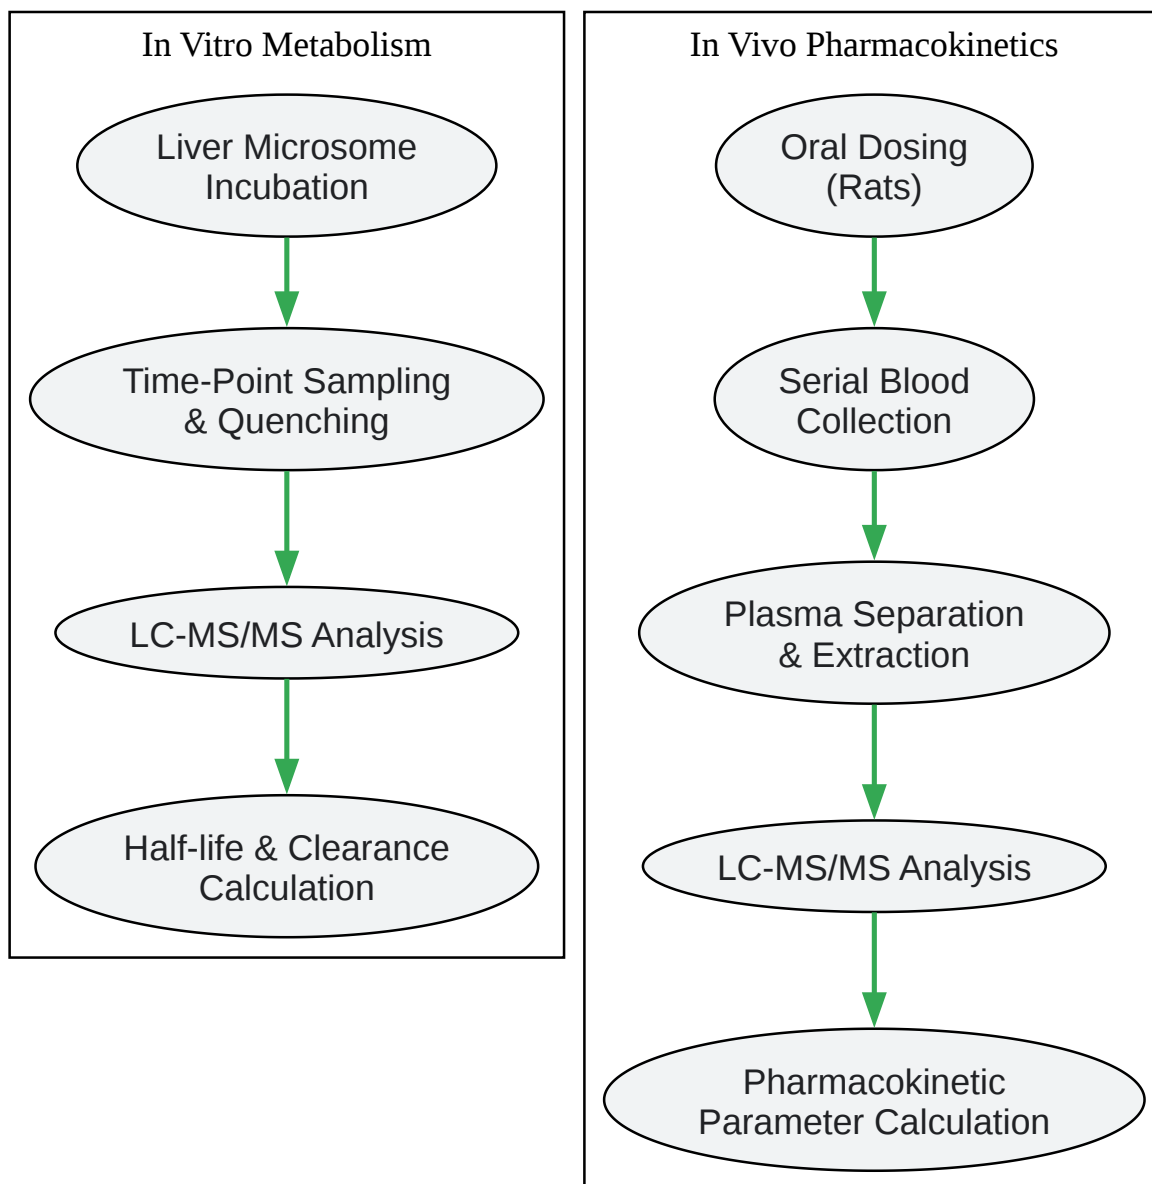 In Vitro Metabolism
Liver Microsome
Incubation
Time-Point Sampling
& Quenching
LC-MS/MS Analysis
Half-life & Clearance
Calculation
In Vivo Pharmacokinetics
Oral Dosing
(Rats)
Serial Blood
Collection
Plasma Separation
& Extraction
LC-MS/MS Analysis
Pharmacokinetic
Parameter Calculation